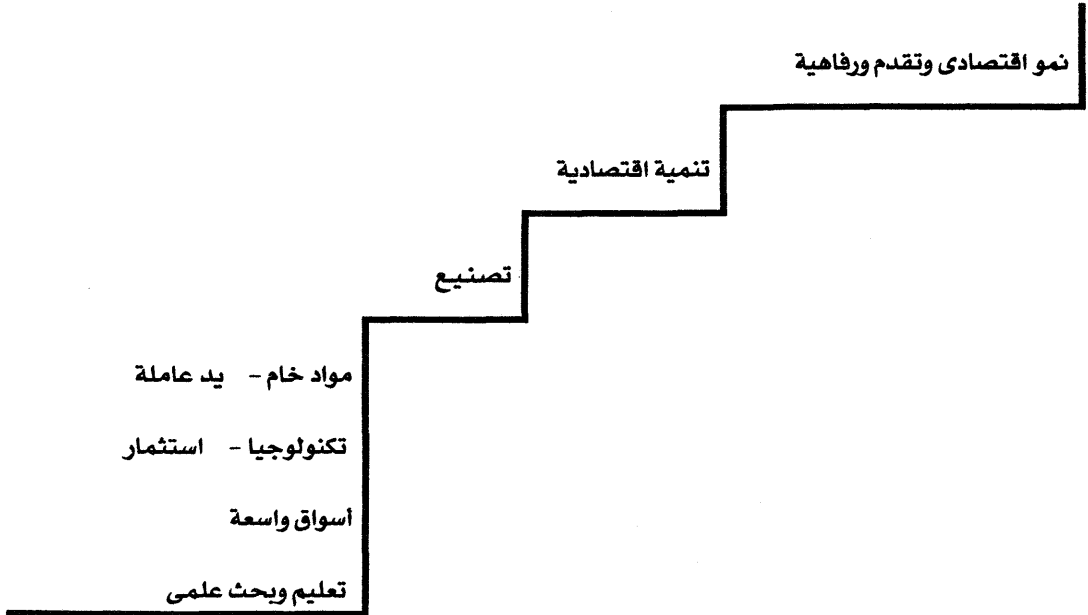 نمو اقتصادى وتقدم ورفاهية
تنمية اقتصادية
تصنيع
مواد خام - يد عاملة
تكنولوجيا - استثمار
أسواق واسعة
تعليم وبحث علمى